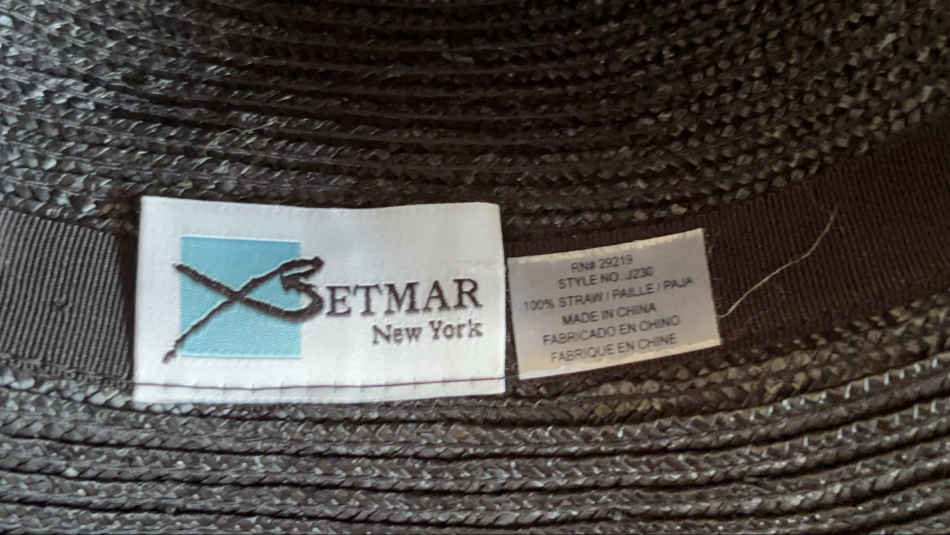 BETMAR
New York
RN# 29219
STYLE NO. J230
100% STRAW / PAILLE / PAJA
MADE IN CHINA
FABRICADO EN CHINO
FABRIQUE EN CHINE